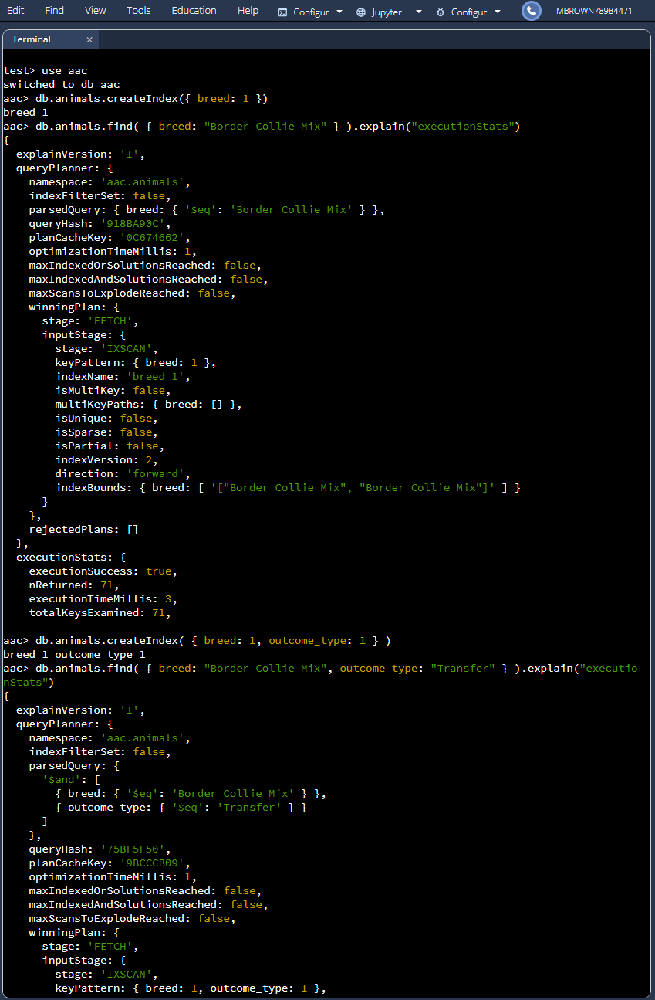 Edit Find View Tools Education Help Configur. Jupyter ... Configur. MBROWN78984471
Terminal ×
test> use aac
switched to db aac
aac> db.animals.createIndex({ breed: 1 })
breed_1
aac> db.animals.find( { breed: "Border Collie Mix" } ).explain("executionStats")
{
  explainVersion: '1',
  queryPlanner: {
    namespace: 'aac.animals',
    indexFilterSet: false,
    parsedQuery: { breed: { '$eq': 'Border Collie Mix' } },
    queryHash: '918BA90C',
    planCacheKey: '0C674662',
    optimizationTimeMillis: 1,
    maxIndexedOrSolutionsReached: false,
    maxIndexedAndSolutionsReached: false,
    maxScansToExplodeReached: false,
    winningPlan: {
      stage: 'FETCH',
      inputStage: {
        stage: 'IXSCAN',
        keyPattern: { breed: 1 },
        indexName: 'breed_1',
        isMultiKey: false,
        multiKeyPaths: { breed: [] },
        isUnique: false,
        isSparse: false,
        isPartial: false,
        indexVersion: 2,
        direction: 'forward',
        indexBounds: { breed: [ '["Border Collie Mix", "Border Collie Mix"]' ] }
      }
    },
    rejectedPlans: []
  },
  executionStats: {
    executionSuccess: true,
    nReturned: 71,
    executionTimeMillis: 3,
    totalKeysExamined: 71,
aac> db.animals.createIndex( { breed: 1, outcome_type: 1 } )
breed_1_outcome_type_1
aac> db.animals.find( { breed: "Border Collie Mix", outcome_type: "Transfer" } ).explain("executio
nStats")
{
  explainVersion: '1',
  queryPlanner: {
    namespace: 'aac.animals',
    indexFilterSet: false,
    parsedQuery: {
      '$and': [
        { breed: { '$eq': 'Border Collie Mix' } },
        { outcome_type: { '$eq': 'Transfer' } }
      ]
    },
    queryHash: '75BF5F50',
    planCacheKey: '9BCCCB09',
    optimizationTimeMillis: 1,
    maxIndexedOrSolutionsReached: false,
    maxIndexedAndSolutionsReached: false,
    maxScansToExplodeReached: false,
    winningPlan: {
      stage: 'FETCH',
      inputStage: {
        stage: 'IXSCAN',
        keyPattern: { breed: 1, outcome_type: 1 },